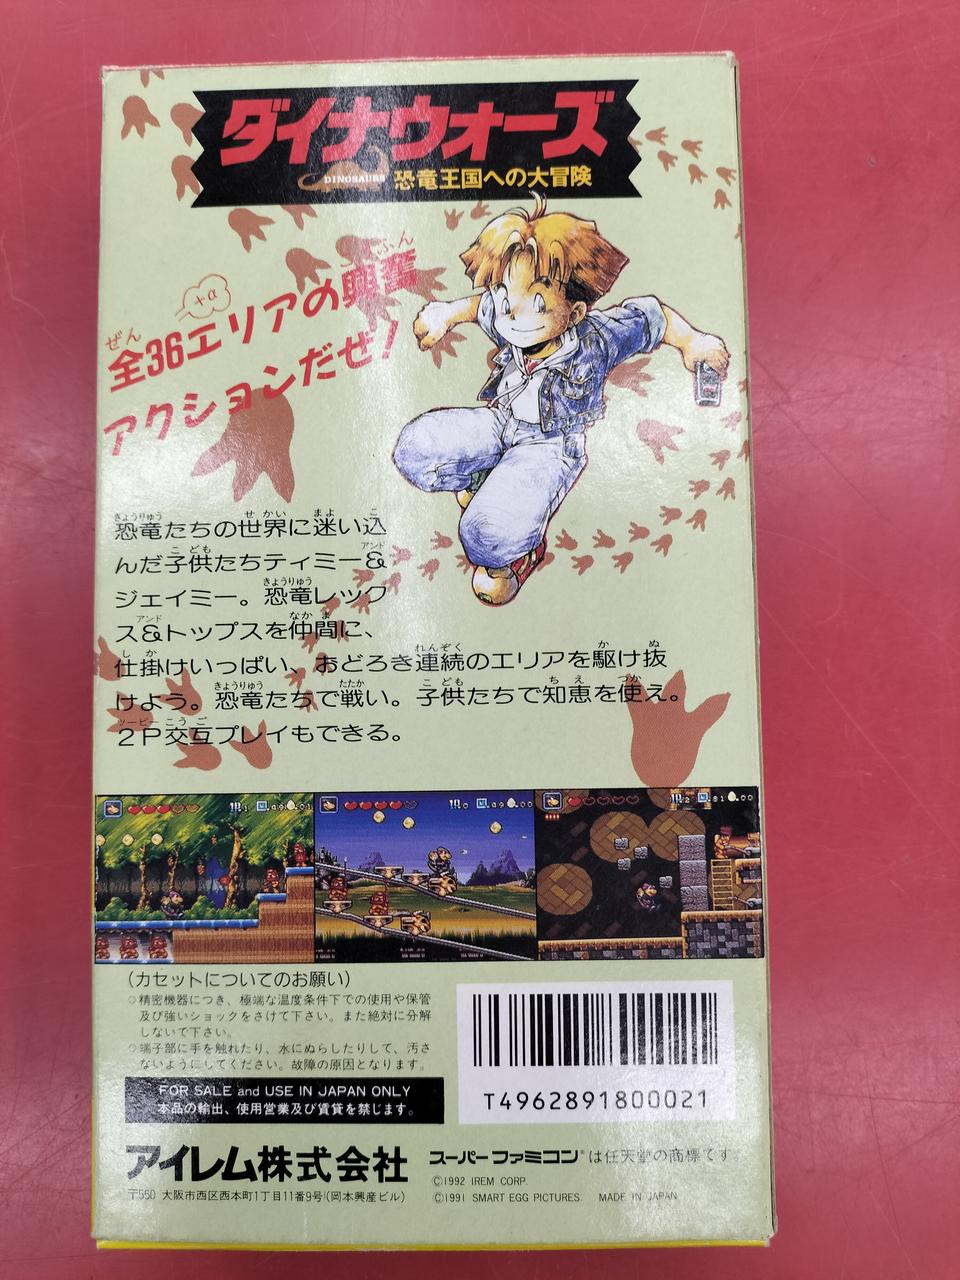 ダイナウォーズ
DINOSAURS 恐竜王国への大冒険
+α
ぜん
全36エリアの興奮
アクションだぜ!
恐竜たちの世界に迷い込
んだ子供たちティミー&
ジェイミー。恐竜レック
ス&トップスを仲間に、
仕掛けいっぱい、おどろき連続のエリアを駆け抜
けよう。恐竜たちで戦い。子供たちで知恵を使え。
2P交互プレイもできる。
(カセットについてのお願い)
○精密機器につき、極端な温度条件下での使用や保管
及び強いショックをさけて下さい。また絶対に分解
しないで下さい。
○端子部に手を触れたり、水にぬらしたりして、汚さ
ないようにしてください。故障の原因となります。
FOR SALE and USE IN JAPAN ONLY
本品の輸出、使用営業及び賃貸を禁じます。
T4962891800021
アイレム株式会社
〒550 大阪市西区西本町1丁目11番9号(岡本興産ビル)
スーパーファミコン®は任天堂の商標です。
©1992 IREM CORP.
©1991 SMART EGG PICTURES. MADE IN JAPAN